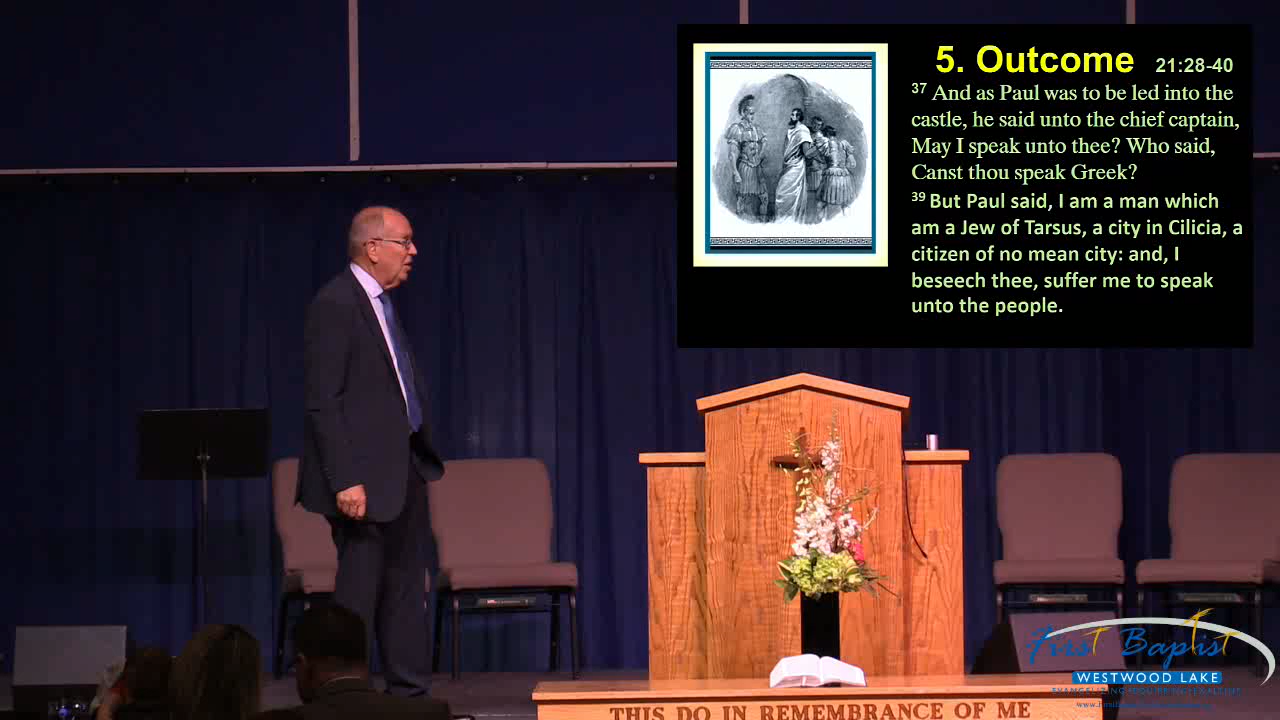 5. Outcome 21:28-40
37 And as Paul was to be led into the
castle, he said unto the chief captain,
May I speak unto thee? Who said,
Canst thou speak Greek?
39 But Paul said, I am a man which
am a Jew of Tarsus, a city in Cilicia, a
citizen of no mean city: and, I
beseech thee, suffer me to speak
unto the people.
First Baptist
WESTWOOD LAKE
THIS DO IN REMEMBRANCE OF ME